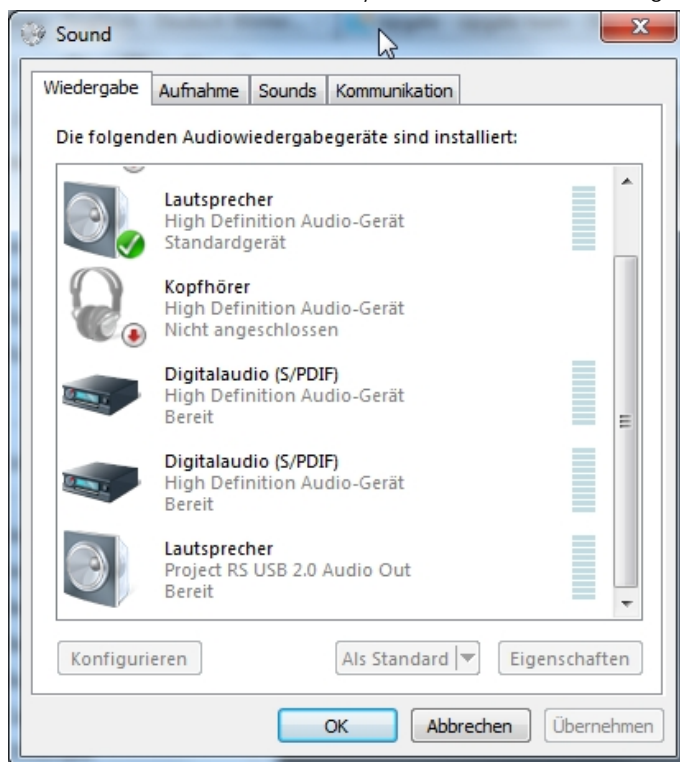 Sound
Wiedergabe Aufnahme Sounds Kommunikation
Die folgenden Audiowiedergabegeräte sind installiert:
Lautsprecher
High Definition Audio-Gerät
Standardgerät
Kopfhörer
High Definition Audio-Gerät
Nicht angeschlossen
Digitalaudio (S/PDIF)
High Definition Audio-Gerät
Bereit
Digitalaudio (S/PDIF)
High Definition Audio-Gerät
Bereit
Lautsprecher
Project RS USB 2.0 Audio Out
Bereit
Konfigurieren Als Standard Eigenschaften
OK Abbrechen Übernehmen